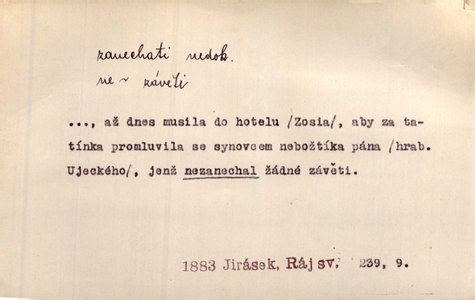 zanechati nedok.
ne ~ závěti
..., až dnes musila do hotelu /Zosia/, aby za ta-
tínka promluvila se synovcem nebožtíka pána /hrab.
Ujeckého/, jenž nezanechal žádné závěti.
1883 Jirásek, Ráj sv. 239, 9.